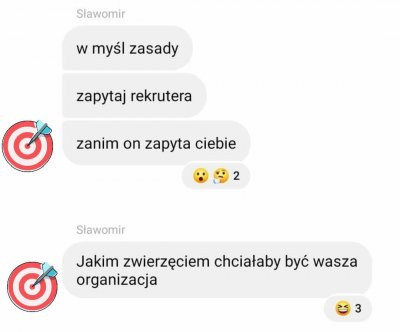 Sławomir
w myśl zasady
zapytaj rekrutera
zanim on zapyta ciebie
2
Sławomir
Jakim zwierzęciem chciałaby być wasza
organizacja
3